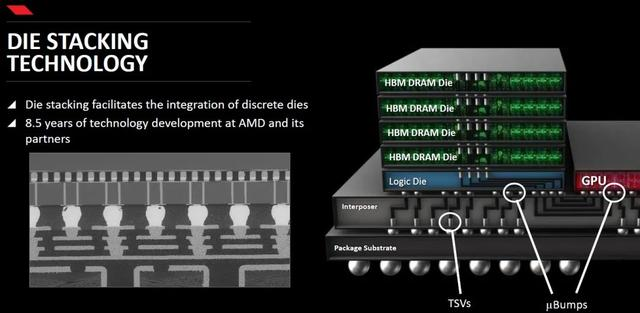 DIE STACKING
TECHNOLOGY
Die stacking facilitates the integration of discrete dies
8.5 years of technology development at AMD and its
partners
HBM DRAM Die
HBM DRAM Die
HBM DRAM Die
HBM DRAM Die
Logic Die
GPU
Interposer
Package Substrate
TSVs
µBumps